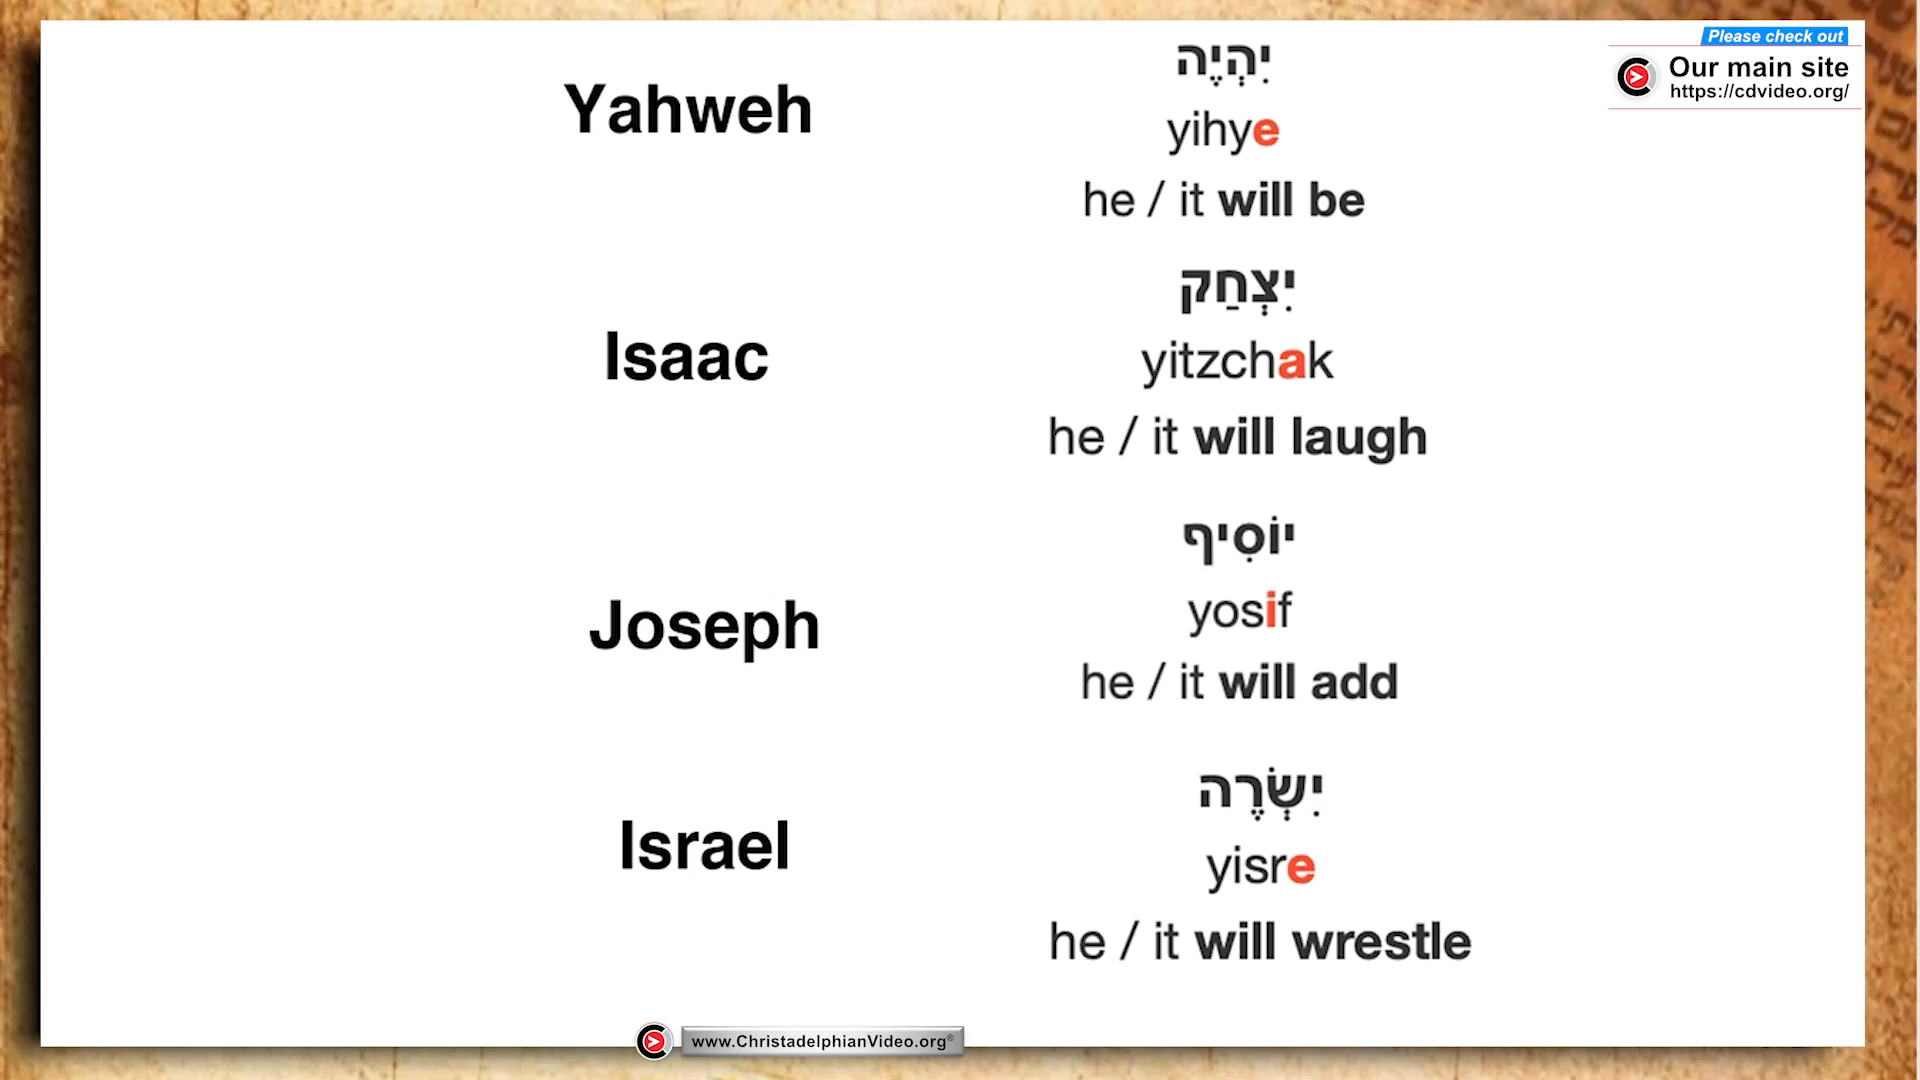 Please check out
Our main site
https://cdvideo.org/
Yahweh
יִהְיֶה
yihye
he / it will be
Isaac
יִצְחַק
yitzchak
he / it will laugh
Joseph
יוֹסִיף
yosif
he / it will add
Israel
יִשְׂרֶה
yisre
he / it will wrestle
www.ChristadelphianVideo.org®